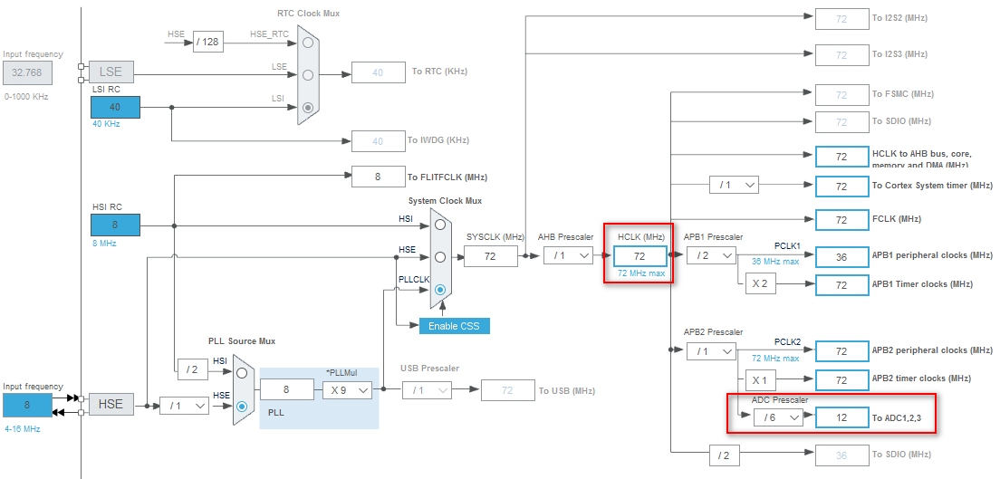 RTC Clock Mux
HSE
/ 128
HSE_RTC
72
To I2S2 (MHz)
72
To I2S3 (MHz)
Input frequency
32.768
0-1000 KHz
LSE
LSE
40
To RTC (KHz)
LSI RC
40
40 KHz
LSI
72
To FSMC (MHz)
72
To SDIO (MHz)
40
To IWDG (KHz)
72
HCLK to AHB bus, core,
memory and DMA (MHz)
8
To FLITFCLK (MHz)
/ 1
72
To Cortex System timer (MHz)
System Clock Mux
HSI RC
8
8 MHz
HSI
72
FCLK (MHz)
SYSCLK (MHz)
AHB Prescaler
HCLK (MHz)
APB1 Prescaler
HSE
72
/ 1
72
72 MHz max
/ 2
PCLK1
36 MHz max
36
APB1 peripheral clocks (MHz)
PLLCLK
X 2
72
APB1 Timer clocks (MHz)
Enable CSS
PLL Source Mux
APB2 Prescaler
/ 1
PCLK2
72 MHz max
72
APB2 peripheral clocks (MHz)
/ 2
HSI
*PLLMul
USB Prescaler
X 1
72
APB2 timer clocks (MHz)
Input frequency
8
4-16 MHz
HSE
/ 1
HSE
8
X 9
PLL
/ 1
72
To USB (MHz)
ADC Prescaler
/ 6
12
To ADC1,2,3
/ 2
36
To SDIO (MHz)